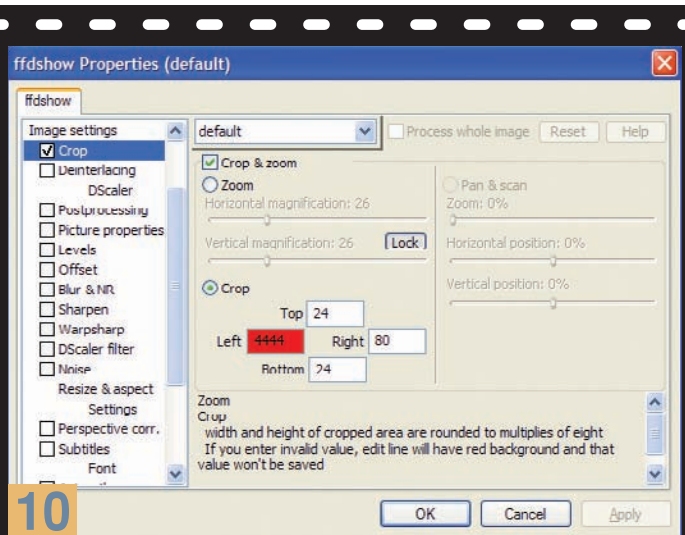 ffdshow Properties (default)
ffdshow
Image settings
Crop
Deinterlacing
DScaler
Postprocessing
Picture properties
Levels
Offset
Blur & NR
Sharpen
Warpsharp
DScaler filter
Noise
Resize & aspect
Settings
Perspective corr.
Subtitles
Font
default
Process whole image Reset Help
Crop & zoom
Zoom
Horizontal magnification: 26
Vertical magnification: 26 Lock
Pan & scan
Zoom: 0%
Horizontal position: 0%
Vertical position: 0%
Crop
Top 24
Left 4444 Right 80
Bottom 24
Zoom
Crop
width and height of cropped area are rounded to multiples of eight
If you enter invalid value, edit line will have red background and that
value won't be saved
OK Cancel Apply
10